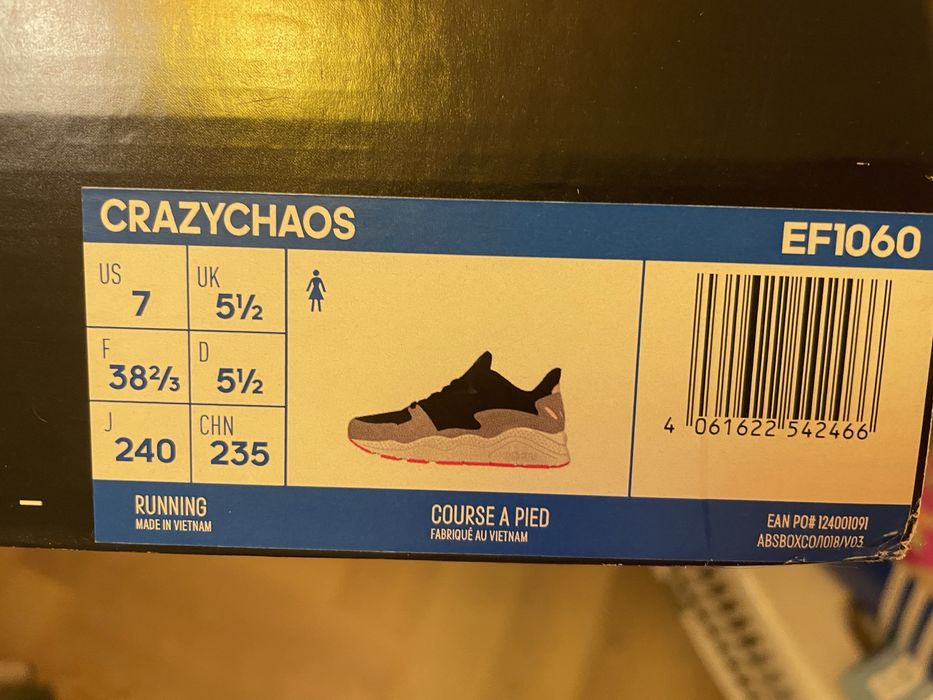 CRAZYCHAOS
EF1060
US 7
UK 5½
F 38⅔
D 5½
J 240
CHN 235
4 061622 542466
RUNNING
MADE IN VIETNAM
COURSE A PIED
FABRIQUÉ AU VIETNAM
EAN PO# 124001091
ABSBOXCO/1018/V03